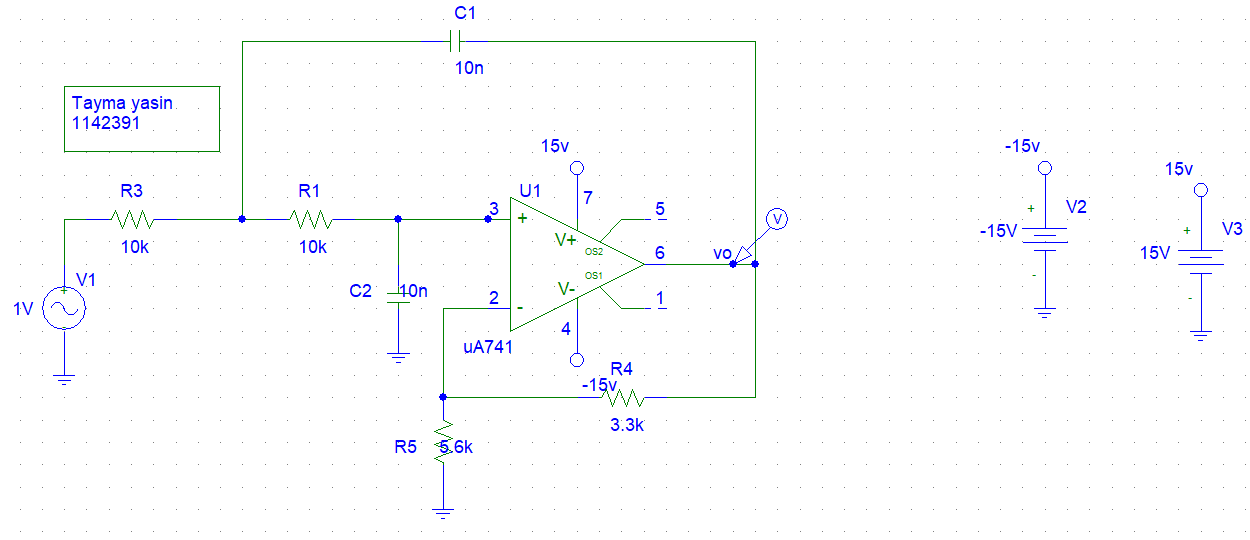 C1
10n
Tayma yasin
1142391
15v
-15v
15v
R3
R1
U1
7
5
3
+
V+
OS2
V
+
V2
-15V
-
+
V3
15V
-
10k
10k
vo
6
OS1
V1
+
1V
-
C2
10n
V-
2
-
1
4
uA741
-15v
R4
3.3k
R5
5.6k